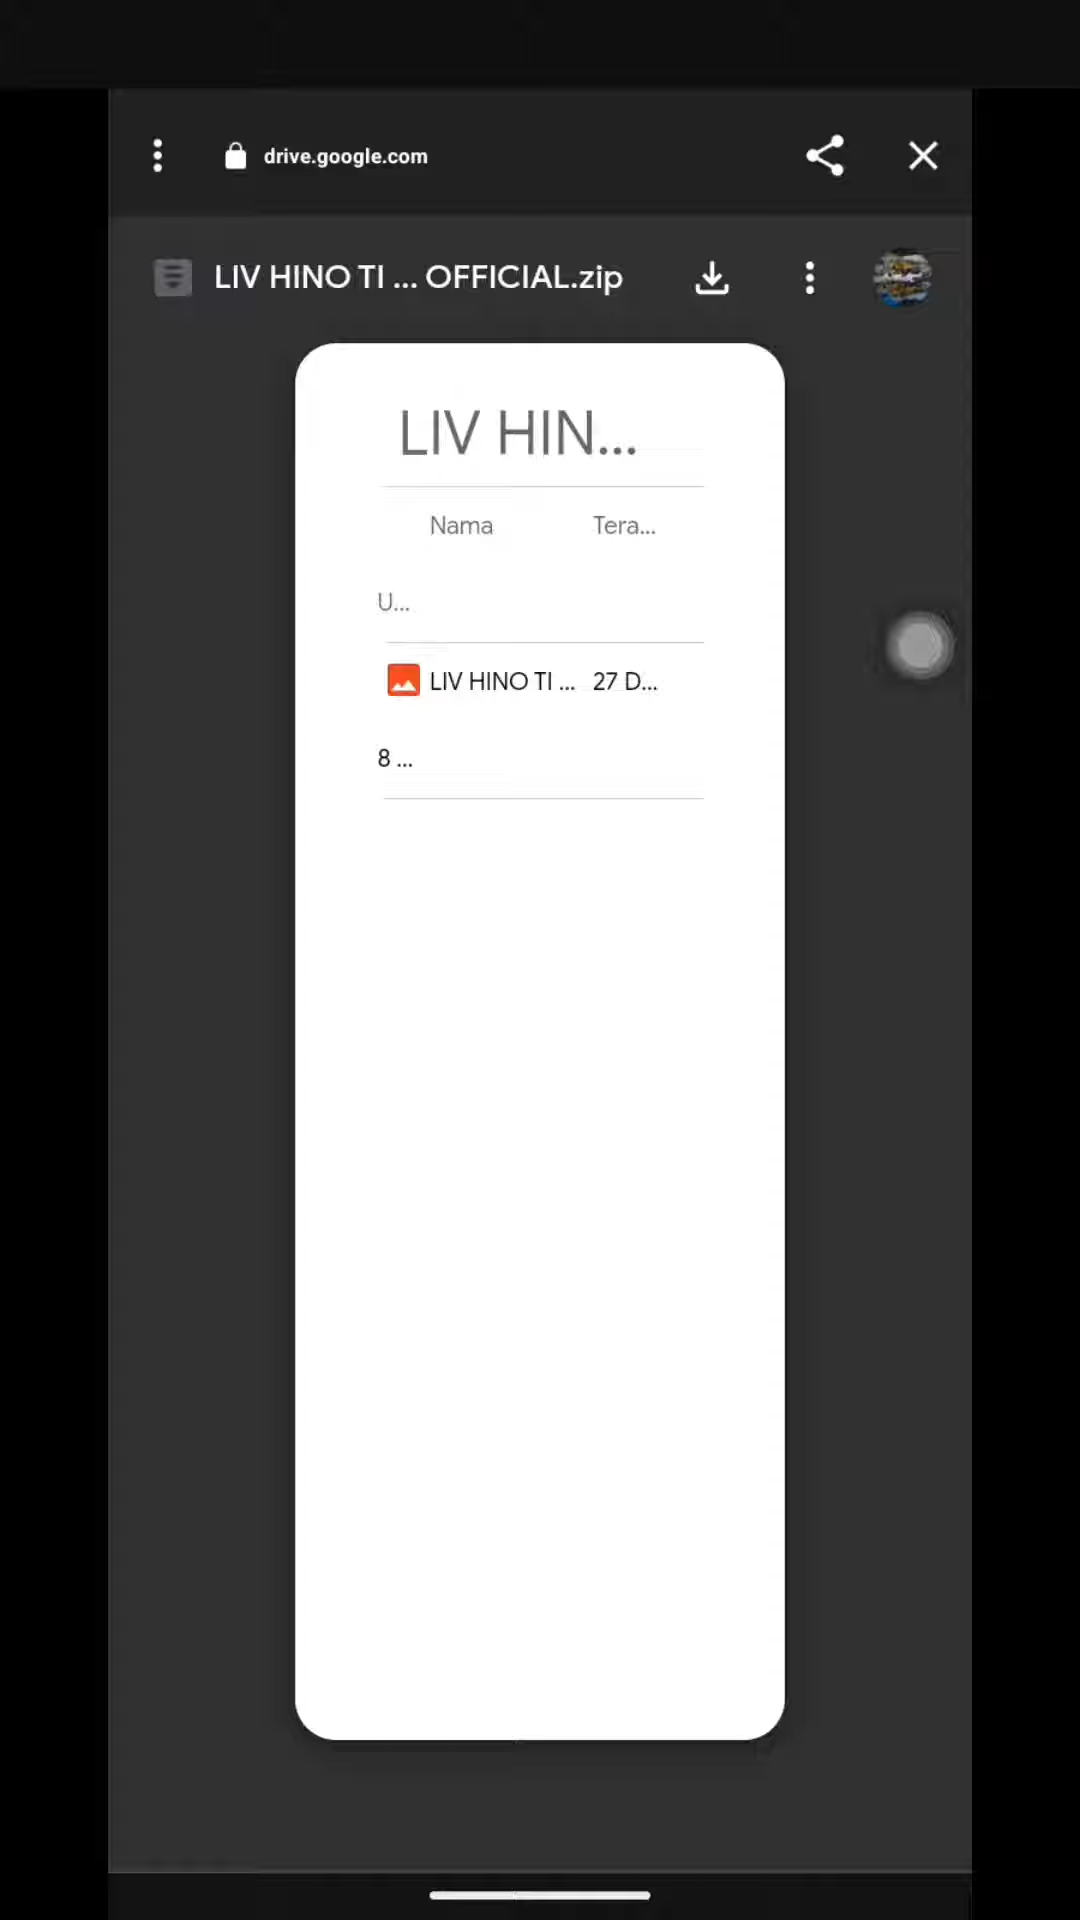 drive.google.com
LIV HINO TI ... OFFICIAL.zip
LIV HIN...
Nama Tera...
U...
LIV HINO TI ... 27 D...
8 ...